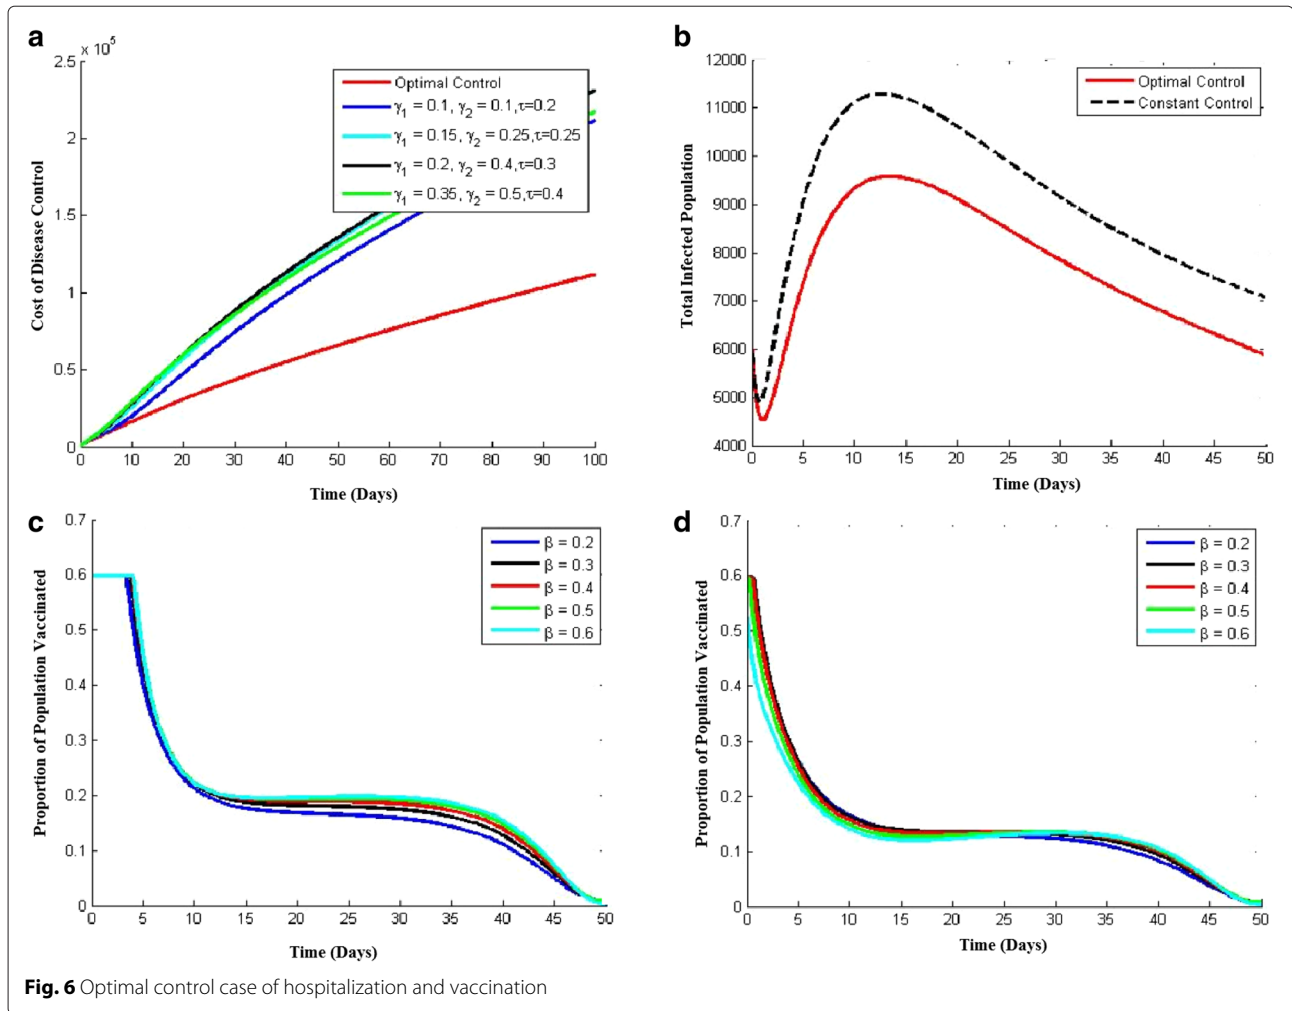 a
× 10^5
2.5
2
1.5
1
0.5
0
Cost of Disease Control
Optimal Control
γ1 = 0.1, γ2 = 0.1,τ=0.2
γ1 = 0.15, γ2 = 0.25,τ=0.25
γ1 = 0.2, γ2 = 0.4,τ=0.3
γ1 = 0.35, γ2 = 0.5,τ=0.4
0 10 20 30 40 50 60 70 80 90 100
Time (Days)
b
12000
11000
10000
9000
8000
7000
6000
5000
4000
Total Infected Population
Optimal Control
Constant Control
0 5 10 15 20 25 30 35 40 45 50
Time (Days)
c
0.7
0.6
0.5
0.4
0.3
0.2
0.1
0
Proportion of Population Vaccinated
β = 0.2
β = 0.3
β = 0.4
β = 0.5
β = 0.6
0 5 10 15 20 25 30 35 40 45 50
Time (Days)
d
0.7
0.6
0.5
0.4
0.3
0.2
0.1
0
Proportion of Population Vaccinated
β = 0.2
β = 0.3
β = 0.4
β = 0.5
β = 0.6
0 5 10 15 20 25 30 35 40 45 50
Time (Days)
Fig. 6 Optimal control case of hospitalization and vaccination